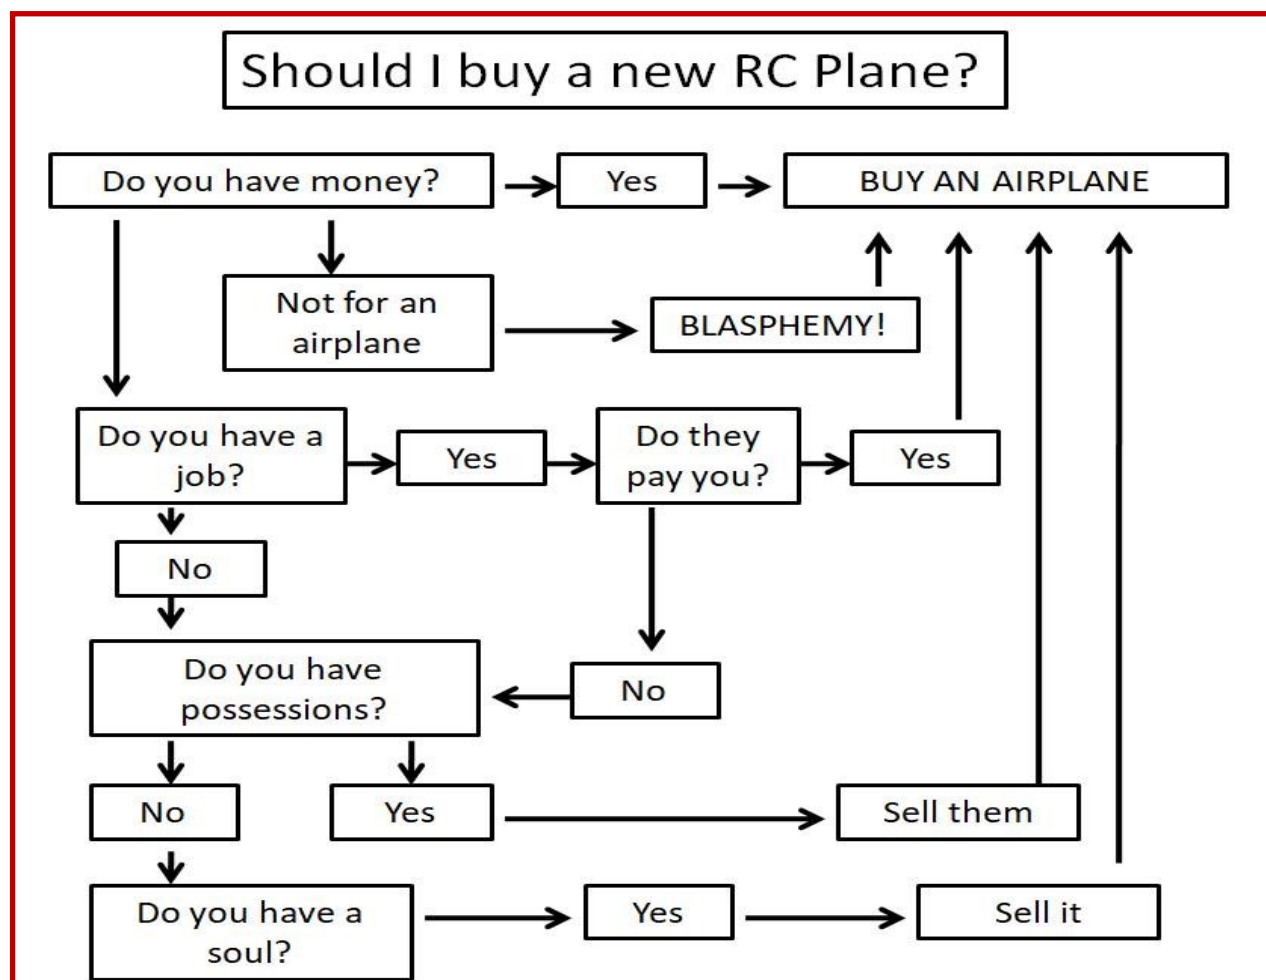 Should I buy a new RC Plane?
Do you have money?
Yes
BUY AN AIRPLANE
Not for an
airplane
BLASPHEMY!
Do you have a
job?
Yes
Do they
pay you?
Yes
No
Do you have
possessions?
No
No
Yes
Sell them
Do you have a
soul?
Yes
Sell it